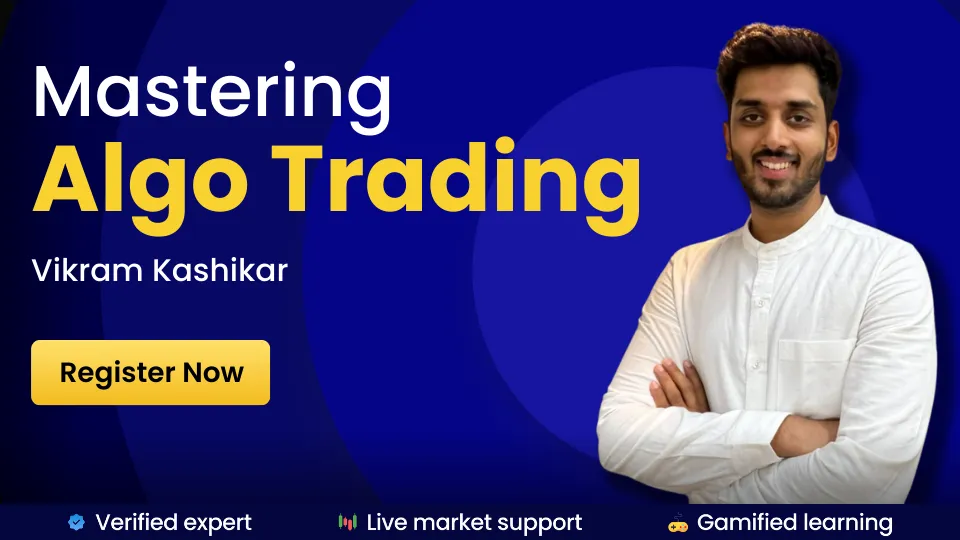 Mastering
Algo Trading
Vikram Kashikar
Register Now
Verified expert
Live market support
Gamified learning